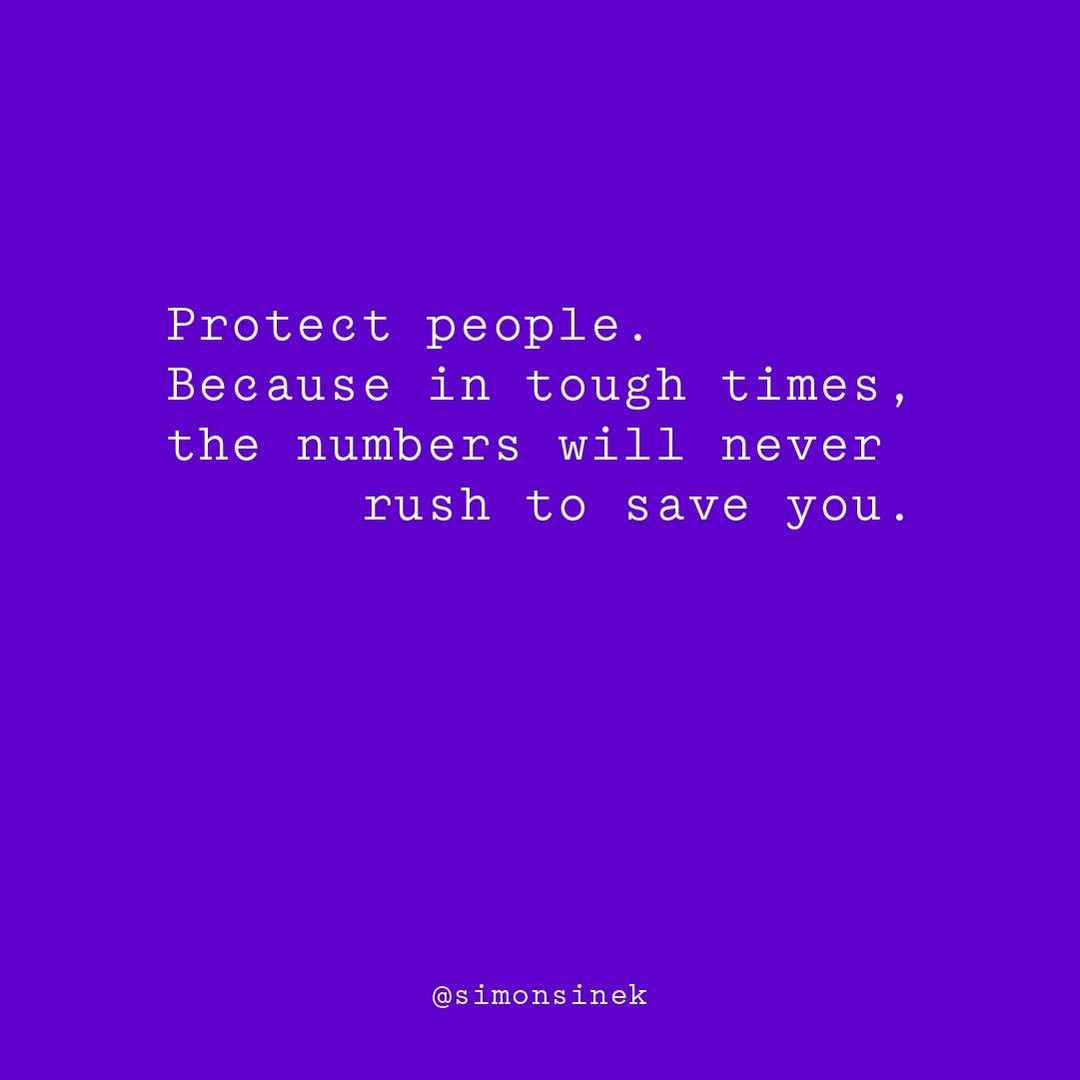 Protect people.
Because in tough times,
the numbers will never
rush to save you.
@simonsinek